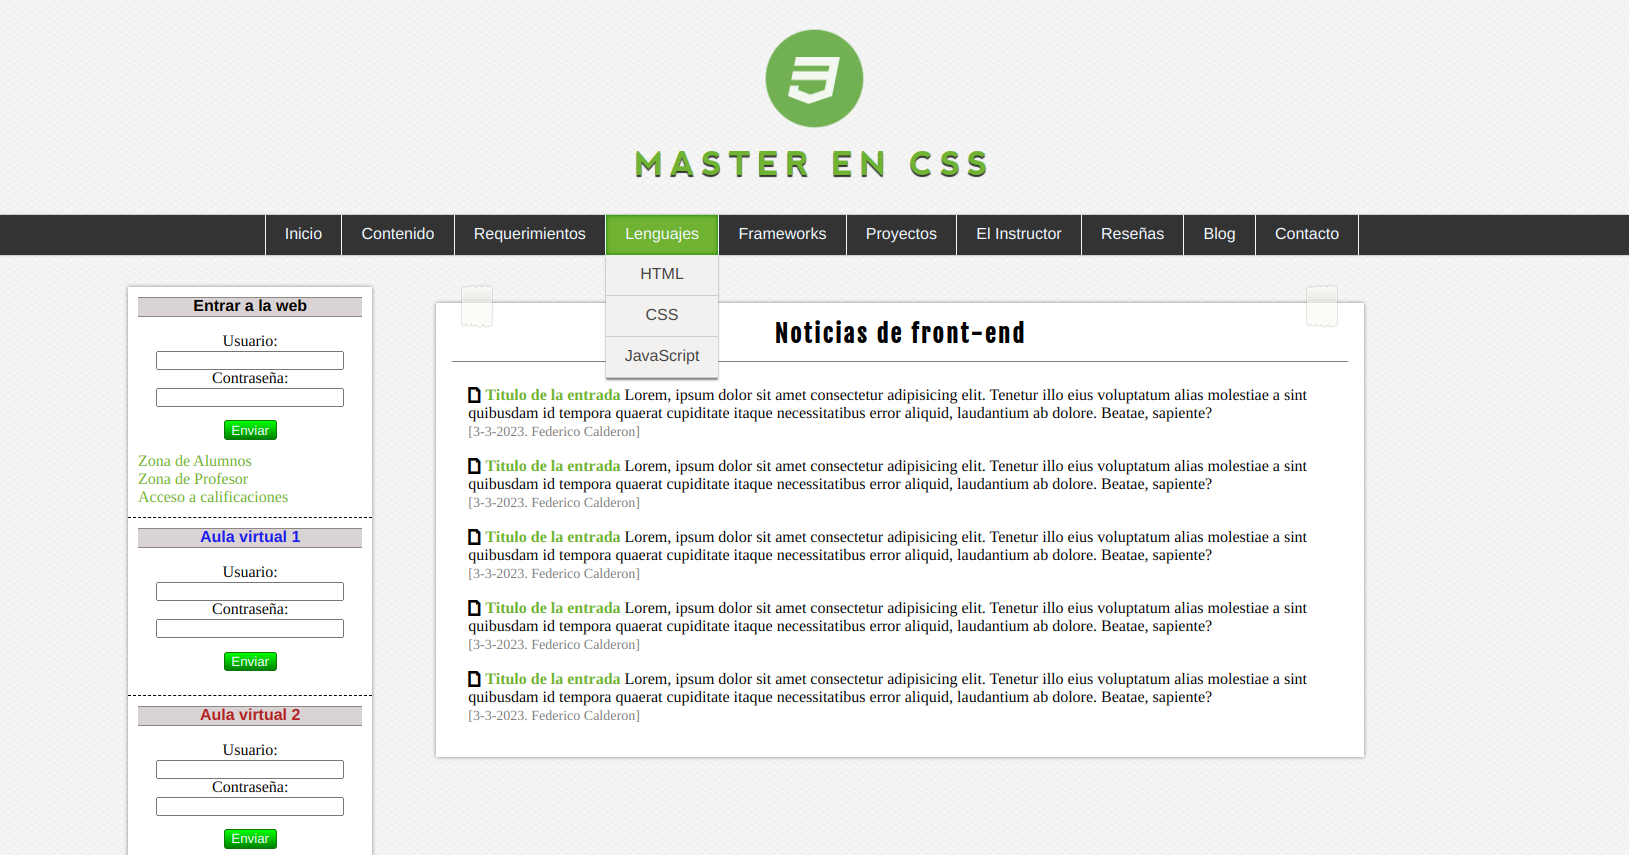 MASTER EN CSS
Inicio Contenido Requerimientos Lenguajes Frameworks Proyectos El Instructor Reseñas Blog Contacto
HTML
CSS
JavaScript
Entrar a la web
Usuario:
Contraseña:
Enviar
Zona de Alumnos
Zona de Profesor
Acceso a calificaciones
Aula virtual 1
Usuario:
Contraseña:
Enviar
Aula virtual 2
Usuario:
Contraseña:
Enviar
Noticias de front-end
Titulo de la entrada Lorem, ipsum dolor sit amet consectetur adipisicing elit. Tenetur illo eius voluptatum alias molestiae a sint
quibusdam id tempora quaerat cupiditate itaque necessitatibus error aliquid, laudantium ab dolore. Beatae, sapiente?
[3-3-2023. Federico Calderon]
Titulo de la entrada Lorem, ipsum dolor sit amet consectetur adipisicing elit. Tenetur illo eius voluptatum alias molestiae a sint
quibusdam id tempora quaerat cupiditate itaque necessitatibus error aliquid, laudantium ab dolore. Beatae, sapiente?
[3-3-2023. Federico Calderon]
Titulo de la entrada Lorem, ipsum dolor sit amet consectetur adipisicing elit. Tenetur illo eius voluptatum alias molestiae a sint
quibusdam id tempora quaerat cupiditate itaque necessitatibus error aliquid, laudantium ab dolore. Beatae, sapiente?
[3-3-2023. Federico Calderon]
Titulo de la entrada Lorem, ipsum dolor sit amet consectetur adipisicing elit. Tenetur illo eius voluptatum alias molestiae a sint
quibusdam id tempora quaerat cupiditate itaque necessitatibus error aliquid, laudantium ab dolore. Beatae, sapiente?
[3-3-2023. Federico Calderon]
Titulo de la entrada Lorem, ipsum dolor sit amet consectetur adipisicing elit. Tenetur illo eius voluptatum alias molestiae a sint
quibusdam id tempora quaerat cupiditate itaque necessitatibus error aliquid, laudantium ab dolore. Beatae, sapiente?
[3-3-2023. Federico Calderon]